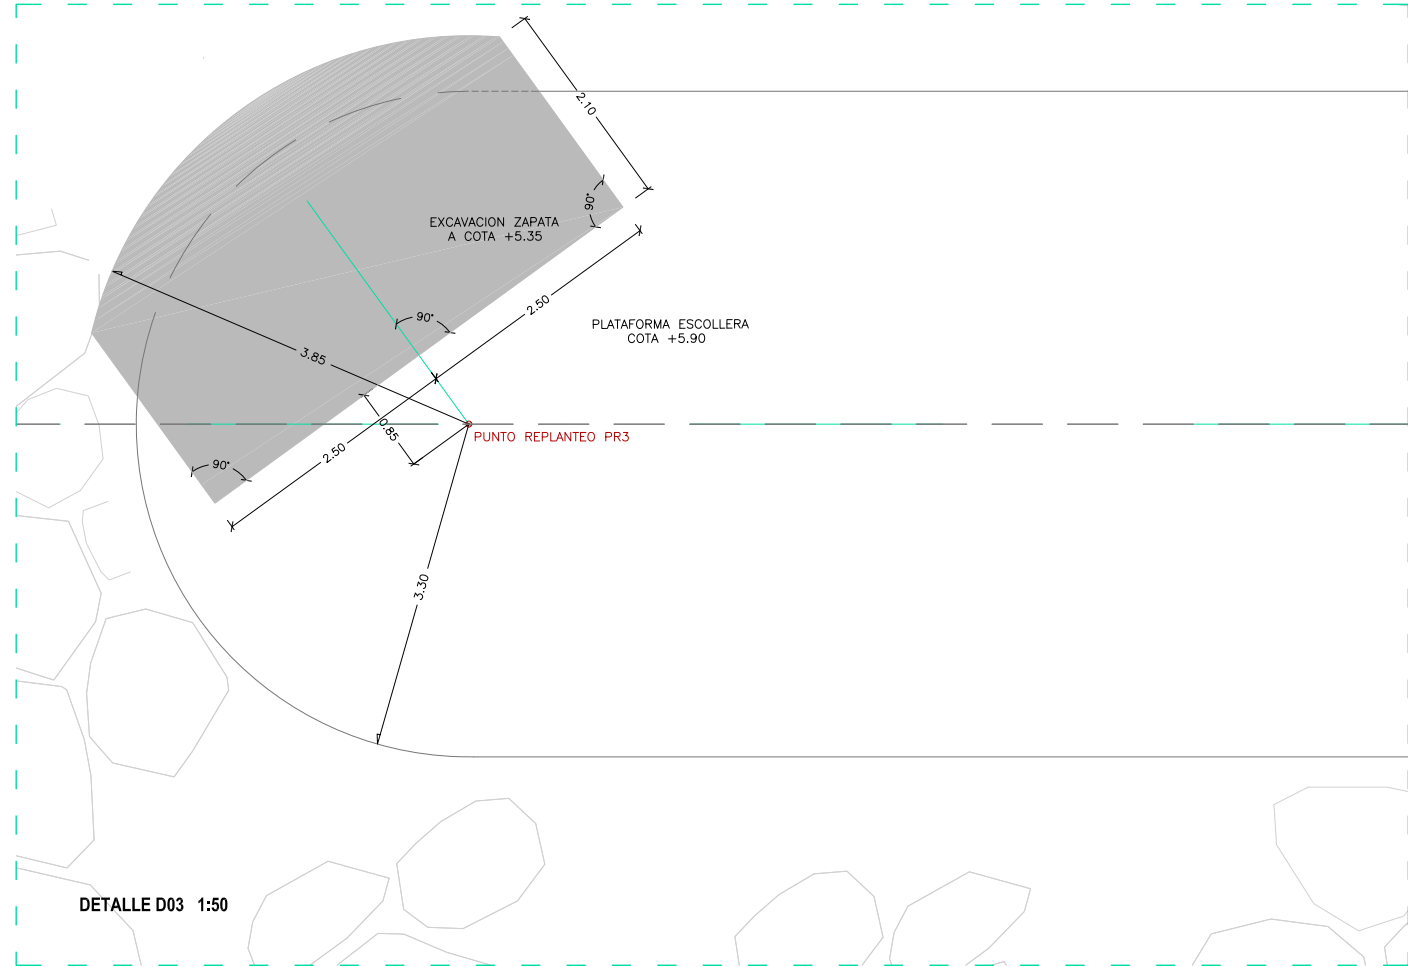 2.10
90°
EXCAVACION ZAPATA
A COTA +5.35
2.50
90°
PLATAFORMA ESCOLLERA
COTA +5.90
3.85
0.85
PUNTO REPLANTEO PR3
2.50
90°
3.30
DETALLE D03 1:50